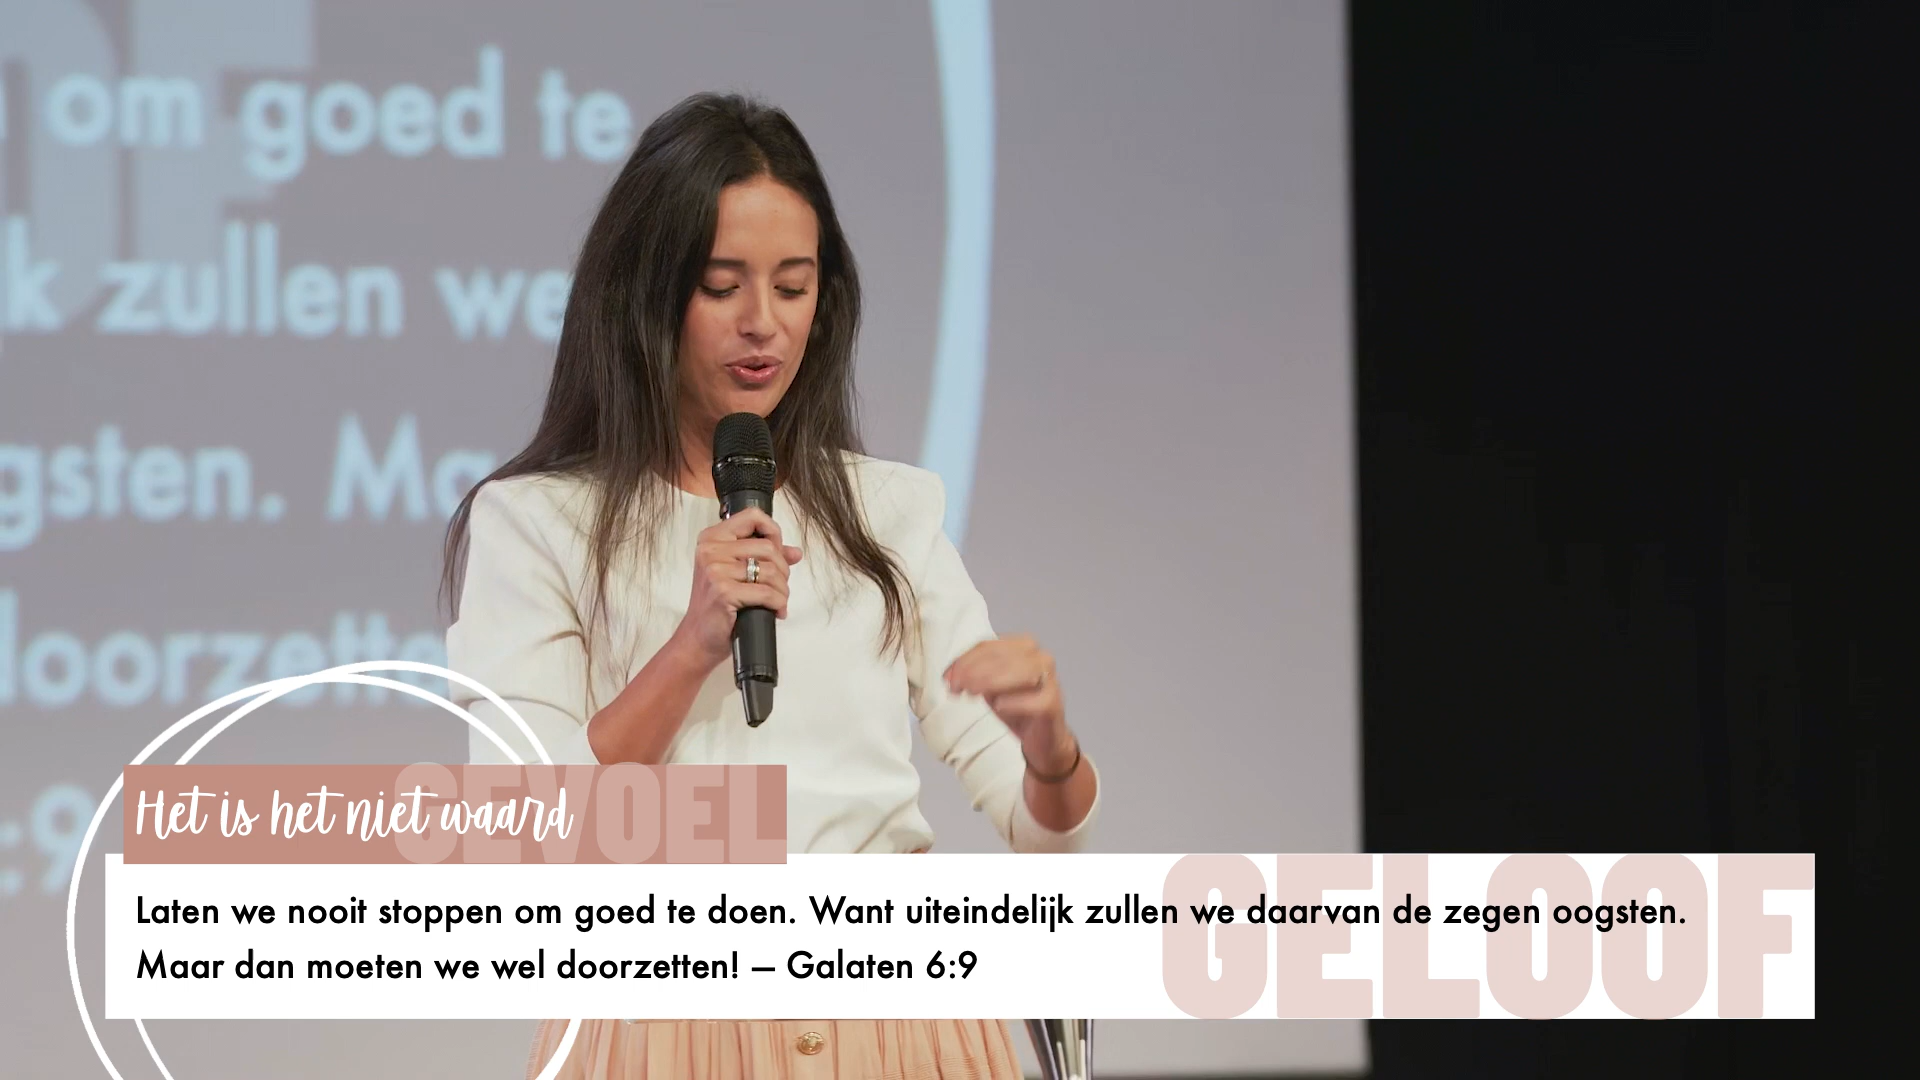 om goed te
zullen we
gsten. Ma
doorzette
:9
Het is het niet waard
GEVOEL
Laten we nooit stoppen om goed te doen. Want uiteindelijk zullen we daarvan de zegen oogsten.
Maar dan moeten we wel doorzetten! – Galaten 6:9
GELOOF